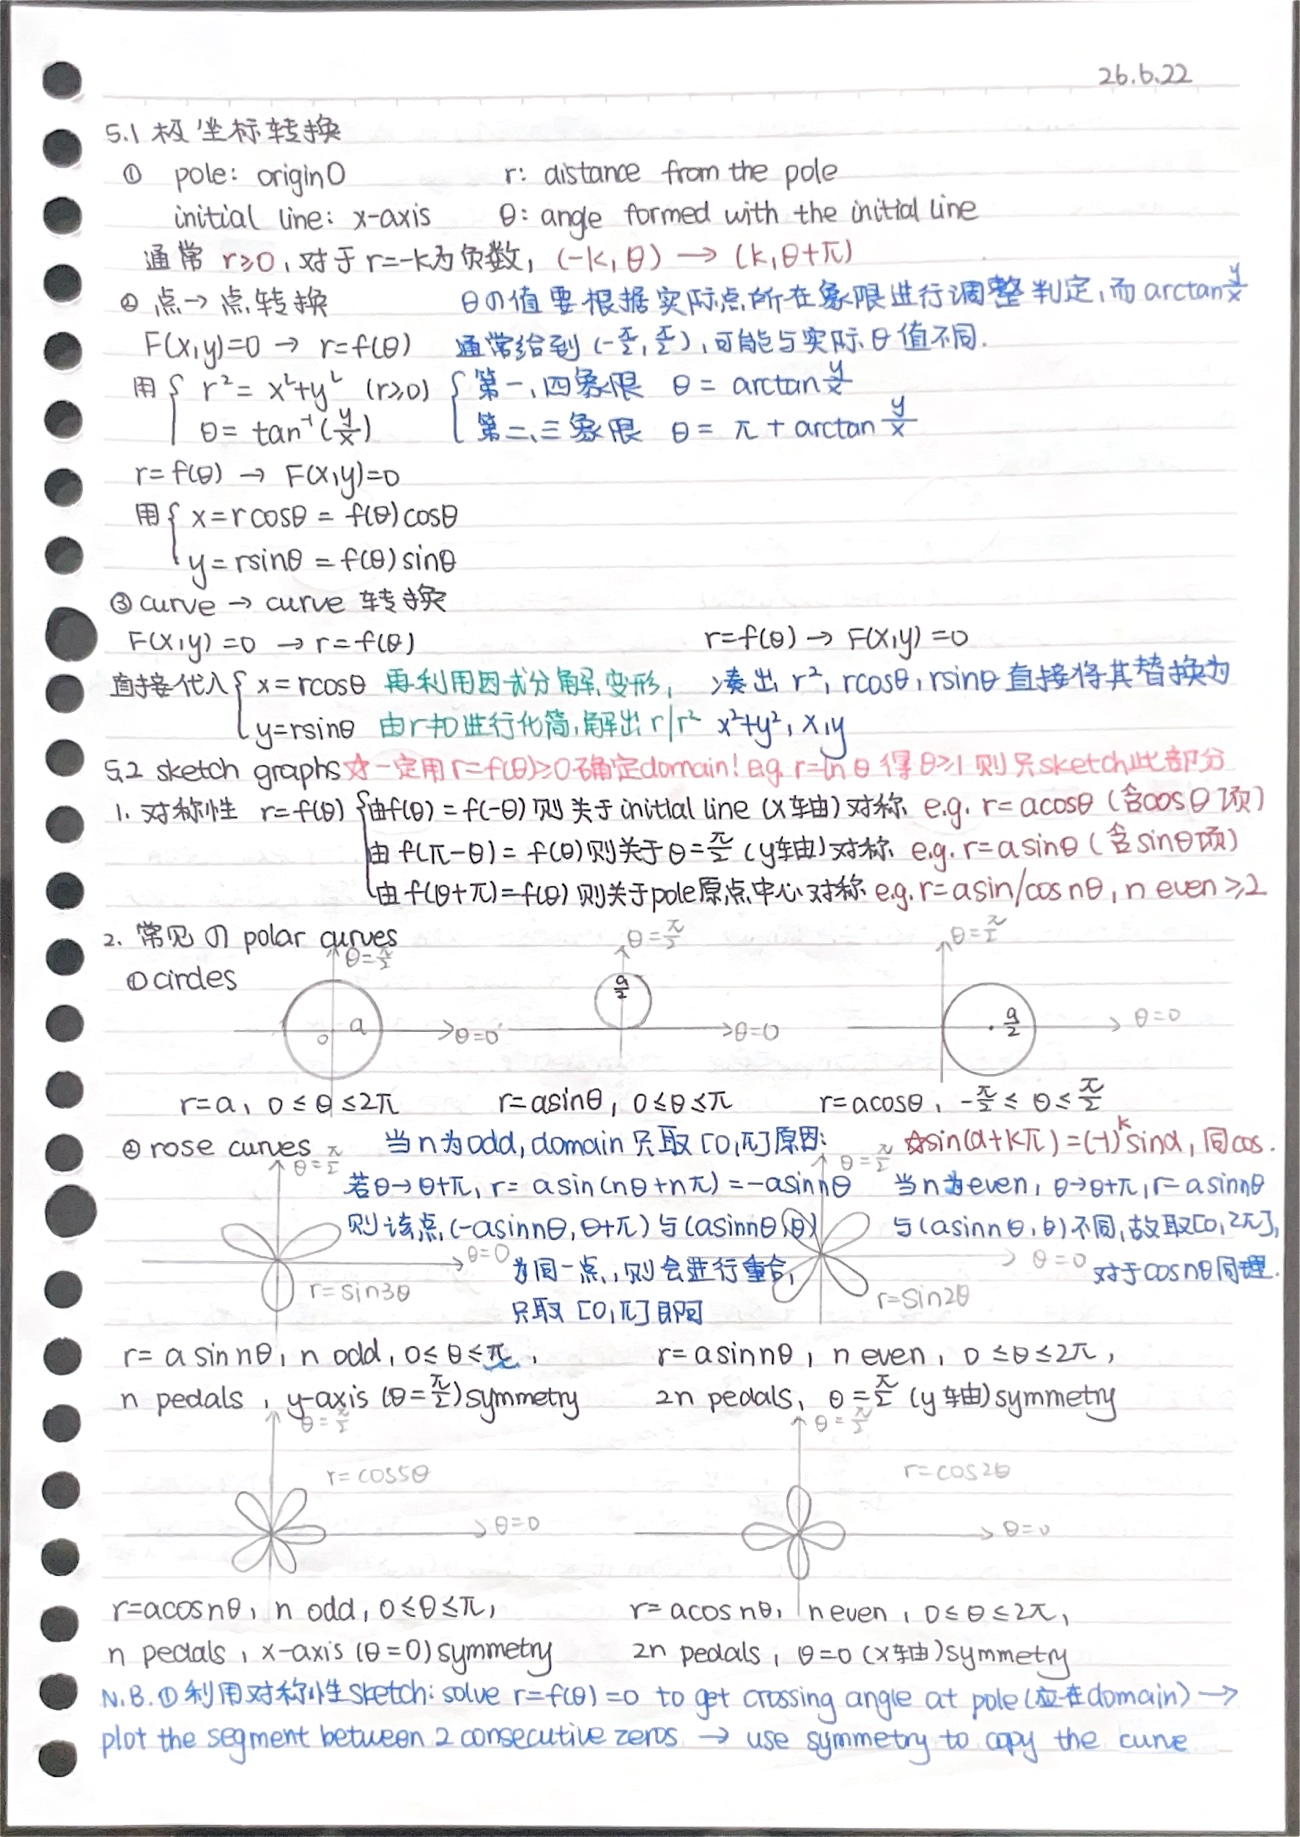 26.6.22
5.1 极坐标转换
① pole: origin O r: distance from the pole
initial line: x-axis θ: angle formed with the initial line
通常 r≥0, 对于 r=-k为负数, (-k, θ) → (k, θ+π)
② 点→点转换 θの值要根据实际点所在象限进行调整判定, 而 arctan y/x
F(x,y)=0 → r=f(θ) 通常给到 (-π/2, π/2), 可能与实际θ值不同.
用 { r² = x²+y² (r≥0) { 第一、四象限 θ = arctan y/x
θ= tan⁻¹(y/x) 第二、三象限 θ = π + arctan y/x
r=f(θ) → F(x,y)=0
用 { x=rcosθ = f(θ)cosθ
y=rsinθ = f(θ)sinθ
③ curve → curve 转换
F(x,y)=0 → r=f(θ) r=f(θ) → F(x,y)=0
直接代入 { x=rcosθ 再利用因式分解, 变形, 凑出 r², rcosθ, rsinθ 直接将其替换为
y=rsinθ 由r≠0进行化简, 解出 r/r² x²+y², x,y
5.2 sketch graphs ☆一定用 r=f(θ)≥0 确定domain! e.g. r=lnθ 得 θ≥1 则只sketch此部分
1. 对称性 r=f(θ) { 由f(θ) = f(-θ) 则关于initial line (x轴) 对称 e.g. r=acosθ (含cosθ项)
由 f(π-θ) = f(θ) 则关于 θ=π/2 (y轴) 对称 e.g. r=asinθ (含sinθ项)
由 f(θ+π)=f(θ) 则关于pole原点中心对称 e.g. r=asin/cos nθ, n even ≥2
2. 常见の polar curves
① circles
θ=π/2 θ=π/2 θ=π/2
O a θ=0 a/2 θ=0 a/2 θ=0
r=a, 0≤θ≤2π r=asinθ, 0≤θ≤π r=acosθ, -π/2 ≤ θ ≤ π/2
② rose curves 当n为odd, domain只取[0,π]原因: ☆sin(α+kπ)=(-1)^k sinα, 同cos.
θ=π/2 θ=π/2
若θ→θ+π, r= asin(nθ+nπ) = -asinnθ 当n为even, θ→θ+π, r=asinnθ
则该点 (-asinnθ, θ+π) 与 (asinnθ, θ) 与(asinnθ, θ)不同, 故取[0,2π],
θ=0 为同一点, 则会进行重合, θ=0 对于cosnθ同理.
r=sin3θ 只取 [0,π] 即可 r=sin2θ
r= a sin nθ, n odd, 0≤θ≤π, r=asinnθ, n even, 0≤θ≤2π,
n pedals, y-axis (θ=π/2) symmetry 2n pedals, θ=π/2 (y轴) symmetry
θ=π/2 θ=π/2
r=cos5θ r=cos2θ
θ=0 θ=0
r=acosnθ, n odd, 0≤θ≤π, r=acosnθ, n even, 0≤θ≤2π,
n pedals, x-axis (θ=0) symmetry 2n pedals, θ=0 (x轴) symmetry
N.B. ① 利用对称性sketch: solve r=f(θ)=0 to get crossing angle at pole (应在domain) →
plot the segment between 2 consecutive zeros → use symmetry to copy the curve